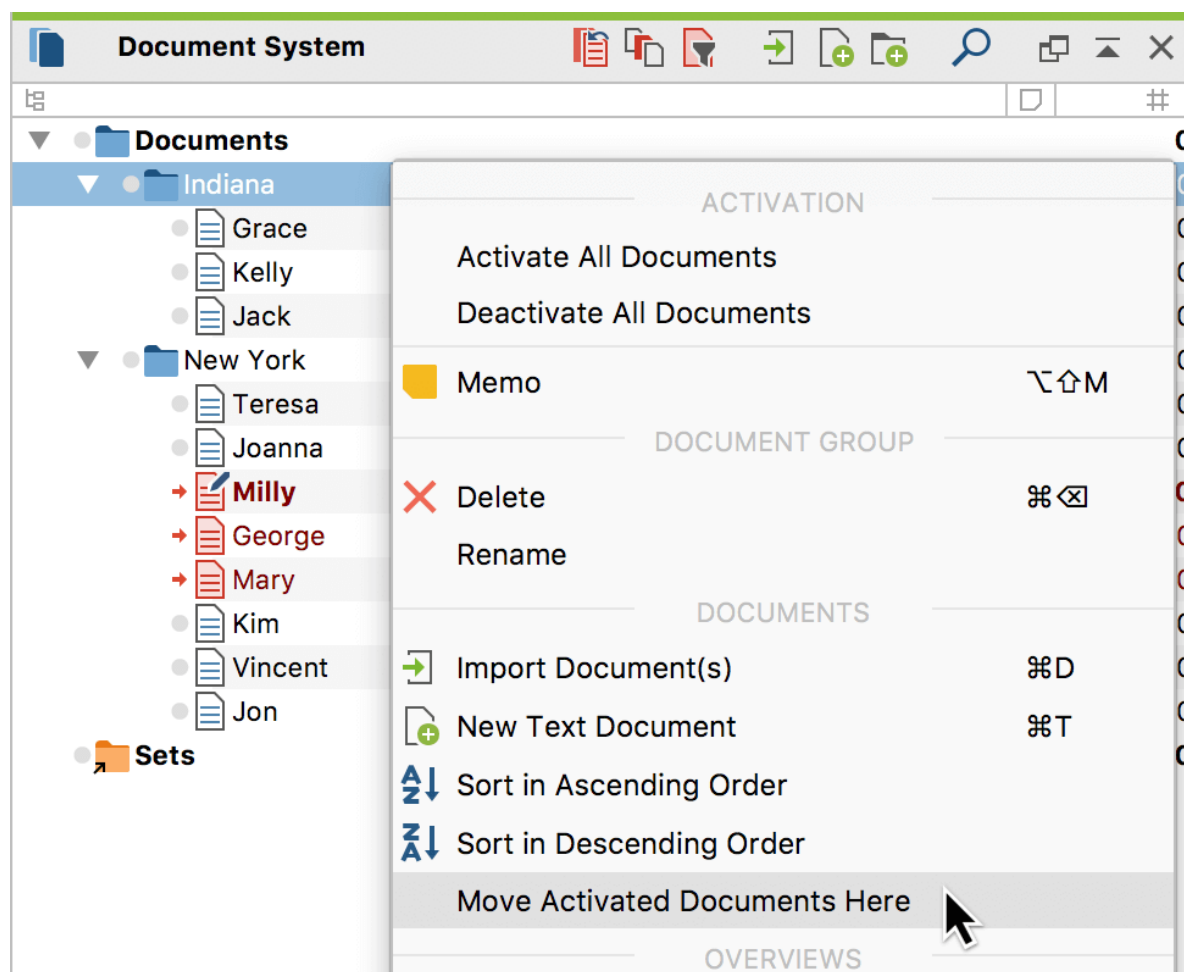 Document System
Documents
Indiana
Grace
Kelly
Jack
New York
Teresa
Joanna
Milly
George
Mary
Kim
Vincent
Jon
Sets
ACTIVATION
Activate All Documents
Deactivate All Documents
Memo ⌥⇧M
DOCUMENT GROUP
Delete ⌘⌫
Rename
DOCUMENTS
Import Document(s) ⌘D
New Text Document ⌘T
Sort in Ascending Order
Sort in Descending Order
Move Activated Documents Here
OVERVIEWS